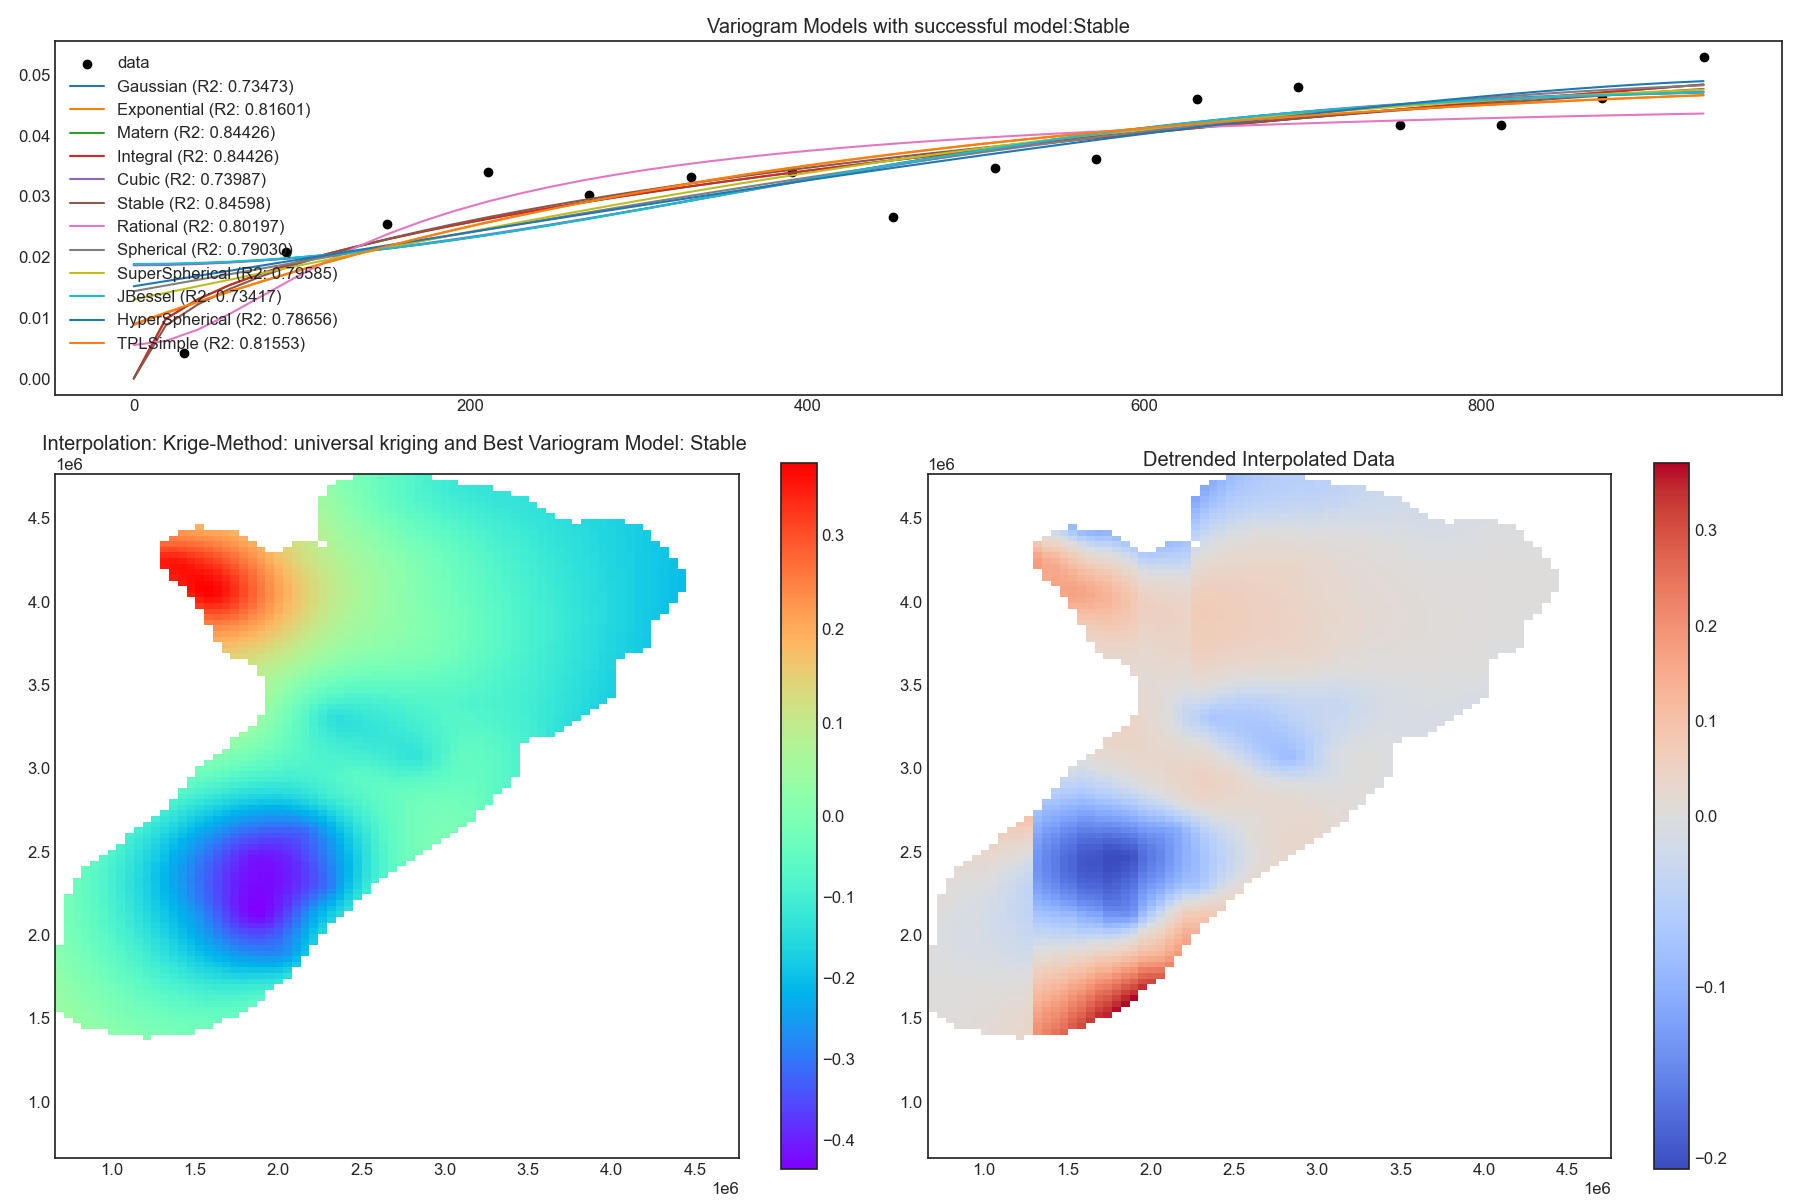 Variogram Models with successful model:Stable
data
Gaussian (R2: 0.73473)
Exponential (R2: 0.81601)
Matern (R2: 0.84426)
Integral (R2: 0.84426)
Cubic (R2: 0.73987)
Stable (R2: 0.84598)
Rational (R2: 0.80197)
Spherical (R2: 0.79030)
SuperSpherical (R2: 0.79585)
JBessel (R2: 0.73417)
HyperSpherical (R2: 0.78656)
TPLSimple (R2: 0.81553)
0.05
0.04
0.03
0.02
0.01
0.00
0 200 400 600 800
Interpolation: Krige-Method: universal kriging and Best Variogram Model: Stable
1e6
4.5
4.0
3.5
3.0
2.5
2.0
1.5
1.0
1.0 1.5 2.0 2.5 3.0 3.5 4.0 4.5
1e6
0.3
0.2
0.1
0.0
−0.1
−0.2
−0.3
−0.4
Detrended Interpolated Data
1e6
4.5
4.0
3.5
3.0
2.5
2.0
1.5
1.0
1.0 1.5 2.0 2.5 3.0 3.5 4.0 4.5
1e6
0.3
0.2
0.1
0.0
−0.1
−0.2